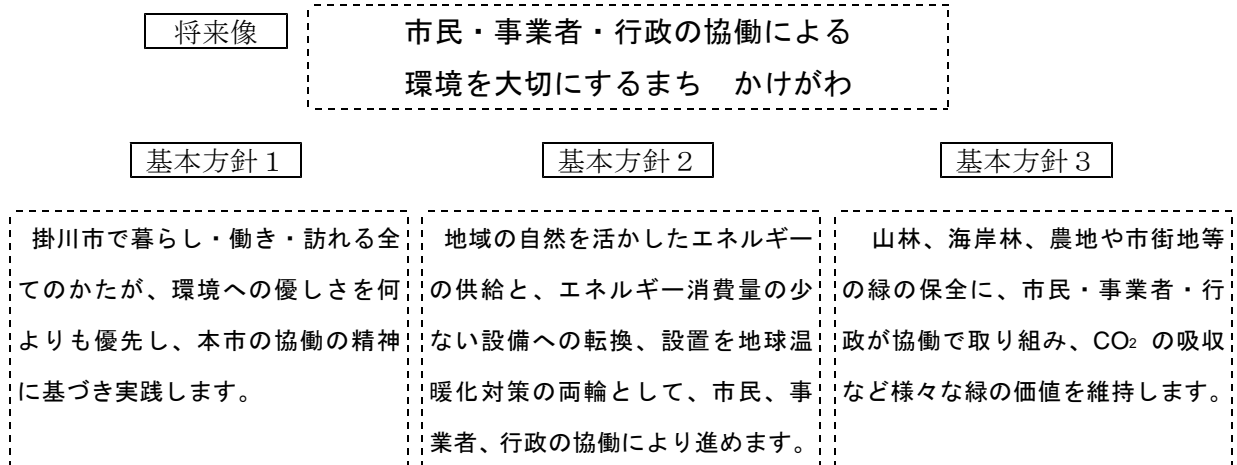 将来像
市民・事業者・行政の協働による
環境を大切にするまち　かけがわ
基本方針１
掛川市で暮らし・働き・訪れる全
てのかたが、環境への優しさを何
よりも優先し、本市の協働の精神
に基づき実践します。
基本方針２
地域の自然を活かしたエネルギー
の供給と、エネルギー消費量の少
ない設備への転換、設置を地球温
暖化対策の両輪として、市民、事
業者、行政の協働により進めます。
基本方針３
山林、海岸林、農地や市街地等
の緑の保全に、市民・事業者・行
政が協働で取り組み、CO₂ の吸収
など様々な緑の価値を維持します。